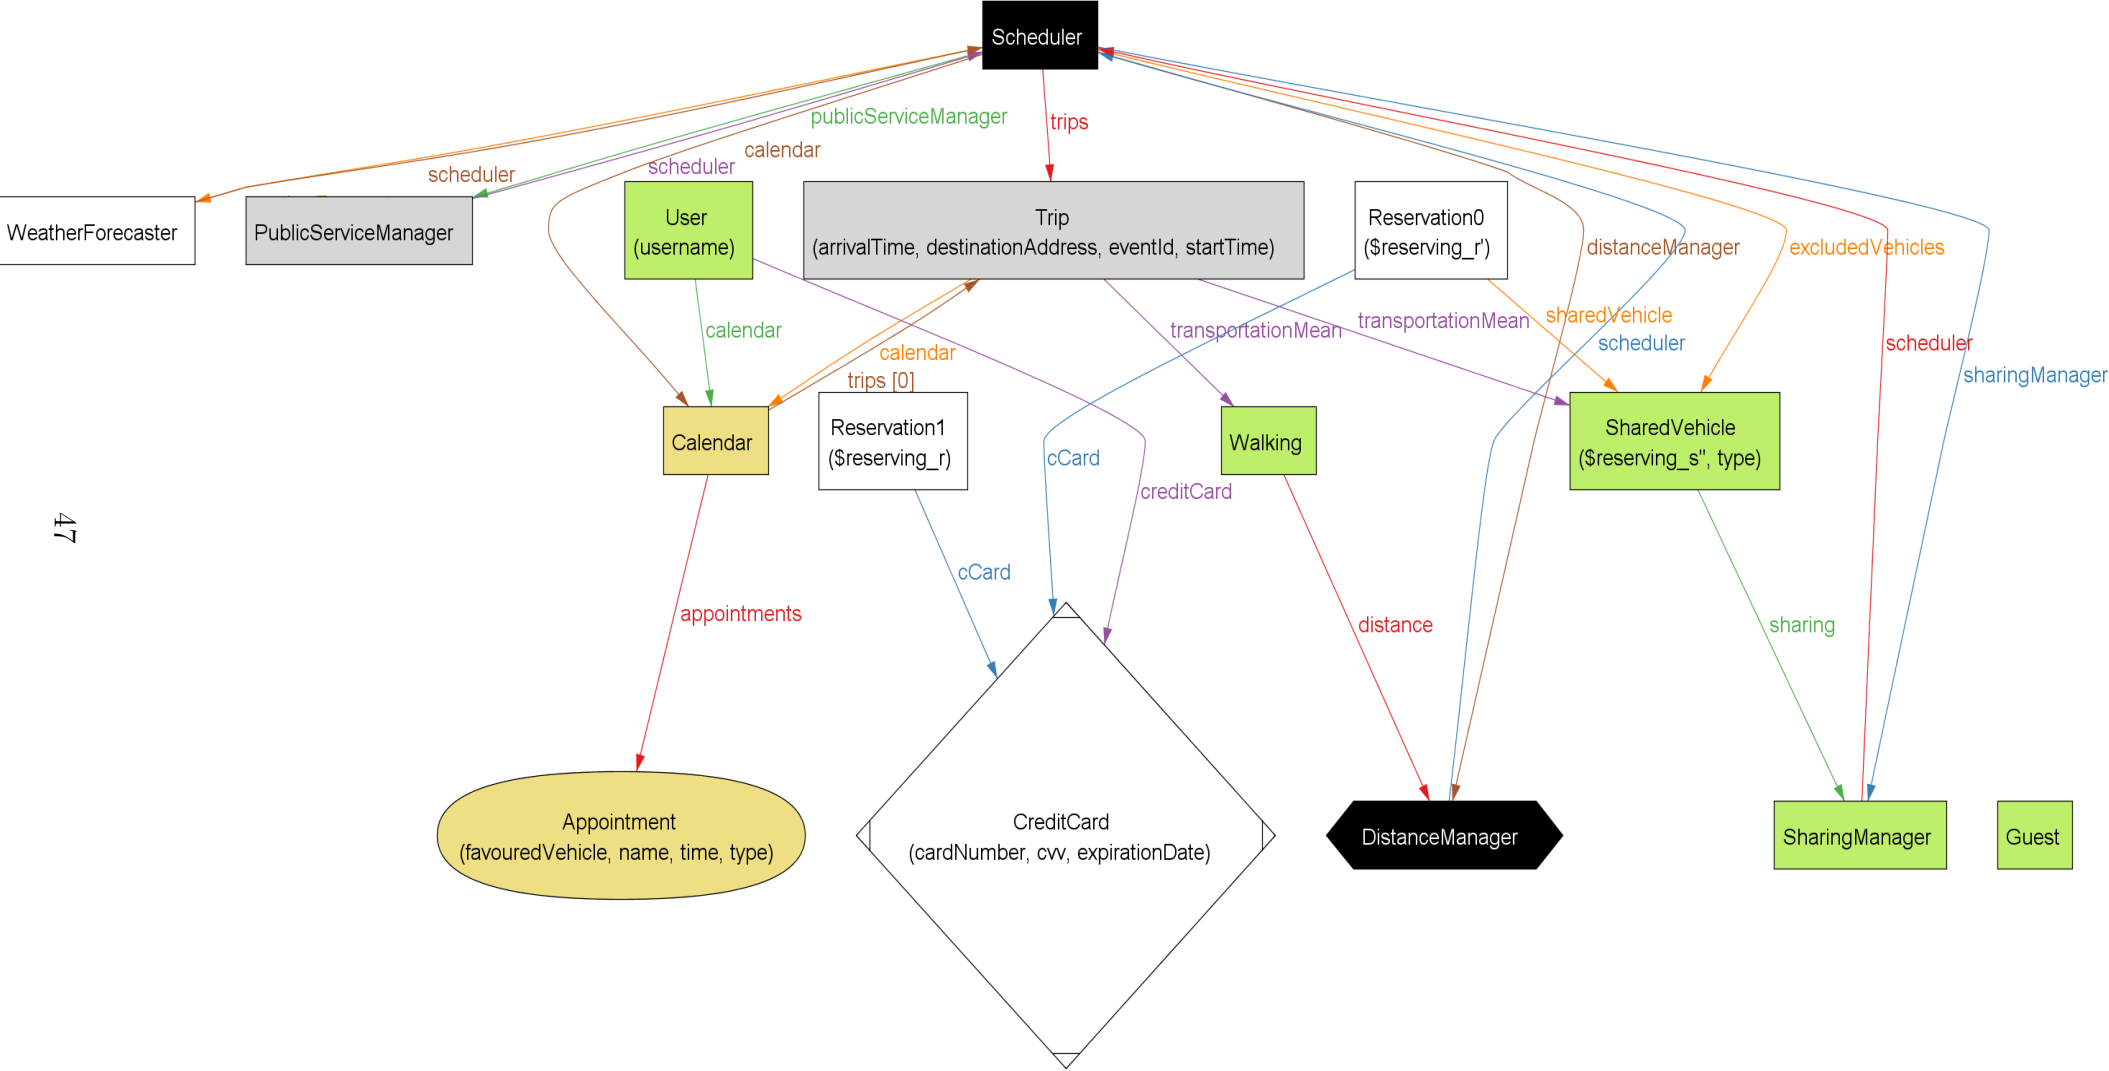 Scheduler
publicServiceManager
trips
calendar
scheduler
scheduler
WeatherForecaster
PublicServiceManager
User
(username)
Trip
(arrivalTime, destinationAddress, eventId, startTime)
Reservation0
($reserving_r')
distanceManager
excludedVehicles
calendar
transportationMean
transportationMean
sharedVehicle
scheduler
scheduler
calendar
sharingManager
trips [0]
Calendar
Reservation1
($reserving_r)
cCard
Walking
SharedVehicle
($reserving_s", type)
creditCard
47
cCard
appointments
distance
sharing
Appointment
(favouredVehicle, name, time, type)
CreditCard
(cardNumber, cvv, expirationDate)
DistanceManager
SharingManager
Guest